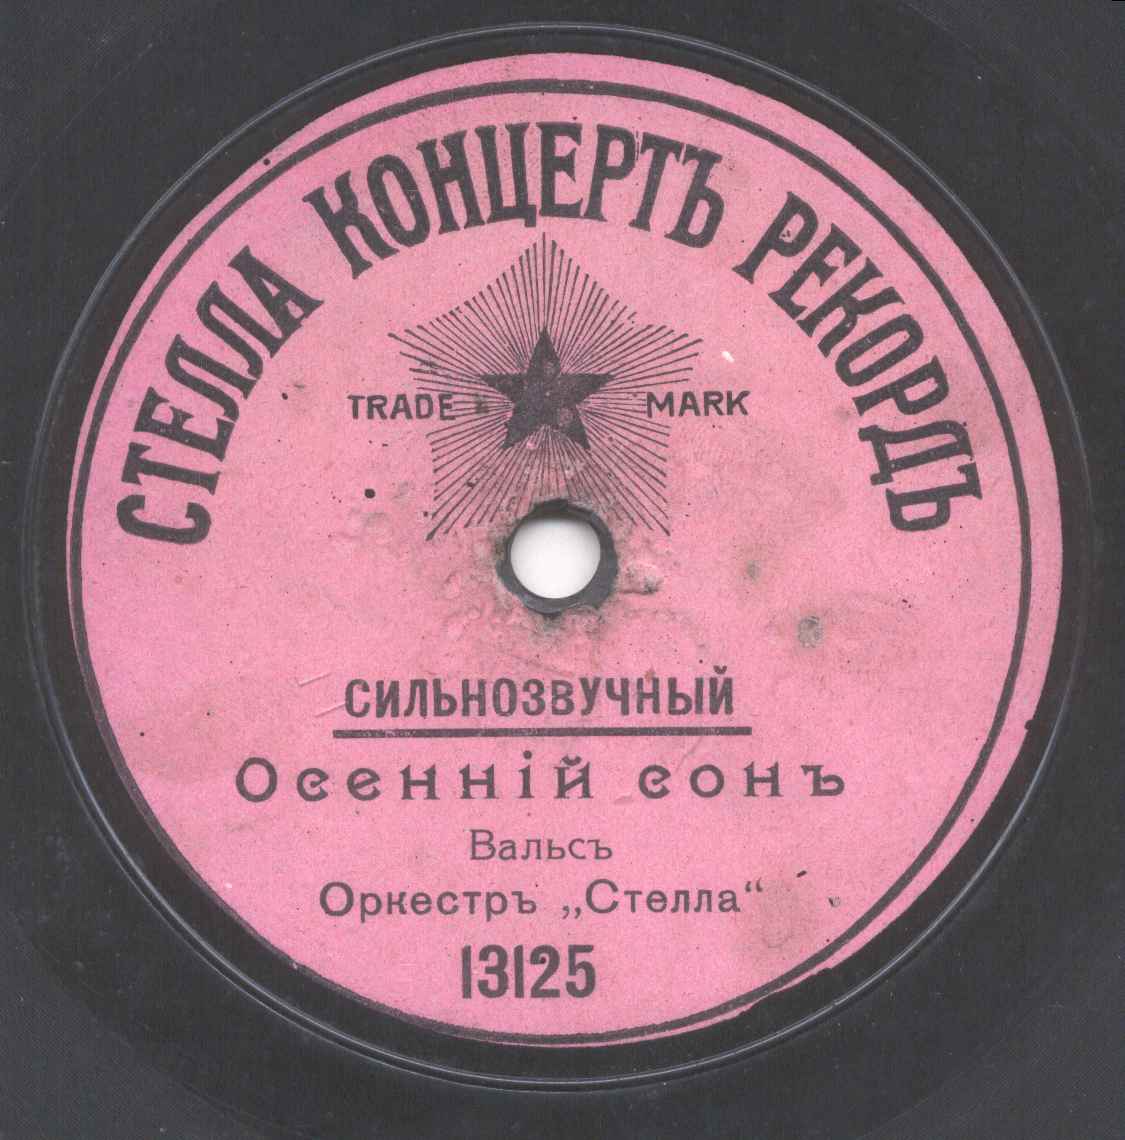 СТЕЛЛА КОНЦЕРТЪ РЕКОРДЪ
TRADE MARK
СИЛЬНОЗВУЧНЫЙ
Осенній сонъ
Вальсъ
Оркестръ „Стелла“
13125